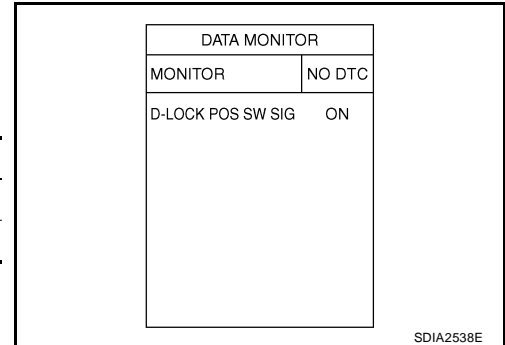 DATA MONITOR
MONITOR NO DTC
D-LOCK POS SW SIG ON
SDIA2538E